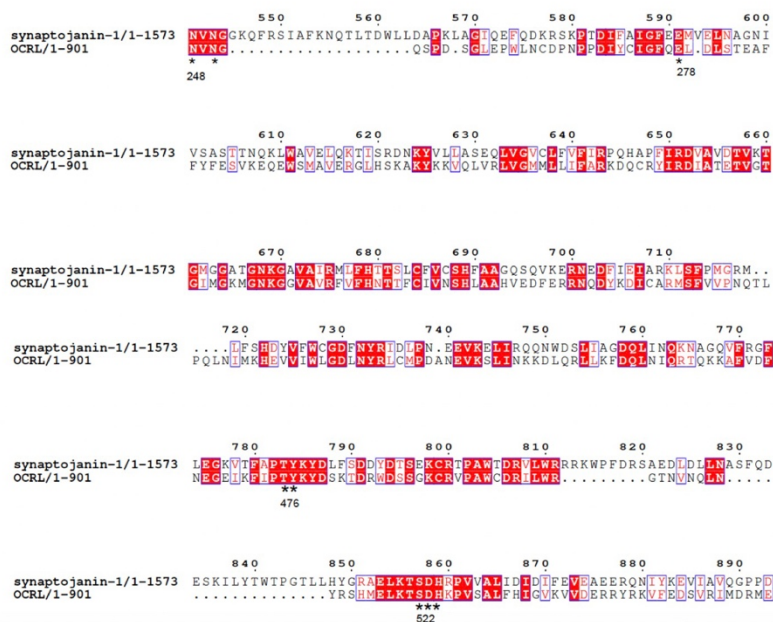 550 560 570 580 590 600
synaptojanin-1/1-1573 NVNGGKQFRSIAFKNQTLTDWLLDAPKLAGIQEFQDKRSKPTDIFAIGFEEMVELNAGNI
OCRL/1-901 NVNG................QSPD.SGLEPWLNCDPNPPDIYCIGFQELDLSTEAF
* * *
248 278
610 620 630 640 650 660
synaptojanin-1/1-1573 VSASTTNQKLWAVELQKTISRDNKYVLLASEQLVGVCLFVFIRPQHAPFIRDVAVDTVKT
OCRL/1-901 FYFESVKEQEWSMAVERGLHSKAKYKKVQLVRLVGMMLLIFARKDQCRYIRDIATETVGT
670 680 690 700 710
synaptojanin-1/1-1573 GMGGATGNKGAVAIRMLFHTTSLCFVCSHFAAGQSQVKERNEDFIEIARKLSFPMGRM..
OCRL/1-901 GIMGKMGNKGGVAVRFVFHNTTFCIVNSHLAAHVEDFERRNQDYKDICARMSFVVPNQTL
720 730 740 750 760 770
synaptojanin-1/1-1573 ....LFSHDYVFWCGDFNYRIDLPN.EEVKELIRQQNWDSLIAGDQLINQKNAGQVFRGF
OCRL/1-901 PQLNIMKHEVVIWLGDLNYRLCMPDANEVKSLINKKDLQRLLKFDQLNIQRTQKKAFVDF
780 790 800 810 820 830
synaptojanin-1/1-1573 LEGKVTFAPTYKYDLFSDDYDTSEKCRTPAWTDRVLWRRRKWPFDRSAEDLDLLNASFQD
OCRL/1-901 NEGEIKFIPTYKYDSKTDRWDSSGKCRVPAWCDRILWR.........GTNVNQLN.....
**
476
840 850 860 870 880 890
synaptojanin-1/1-1573 ESKILYTWTPGTLLHYGRAELKTSDHRPVVALIDIDIFEVEAEERQNIYKEVIAVQGPPD
OCRL/1-901 ..............YRSHMELKTSDHKPVSALFHIGVKVVDERRYRKVFEDSVRIMDRME
***
522